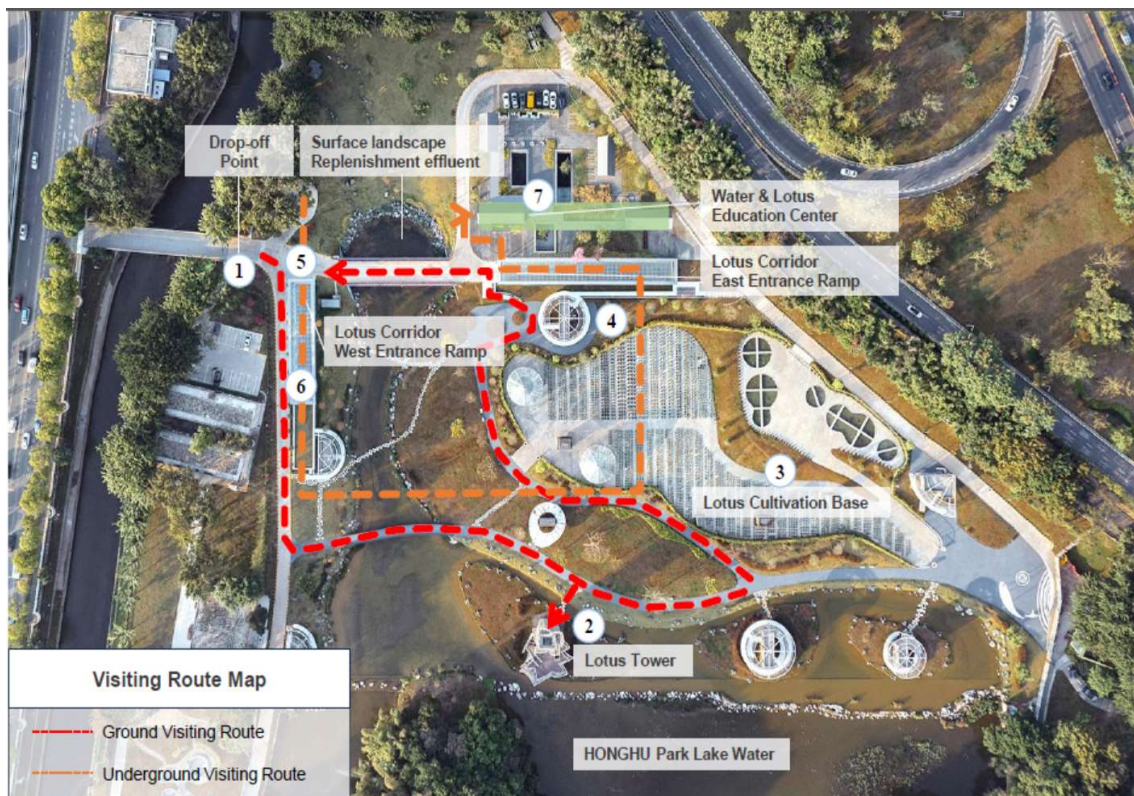 Drop-off
Point
Surface landscape
Replenishment effluent
7
Water & Lotus
Education Center
1
5
Lotus Corridor
East Entrance Ramp
4
Lotus Corridor
West Entrance Ramp
6
3
Lotus Cultivation Base
2
Lotus Tower
Visiting Route Map
Ground Visiting Route
Underground Visiting Route
HONGHU Park Lake Water